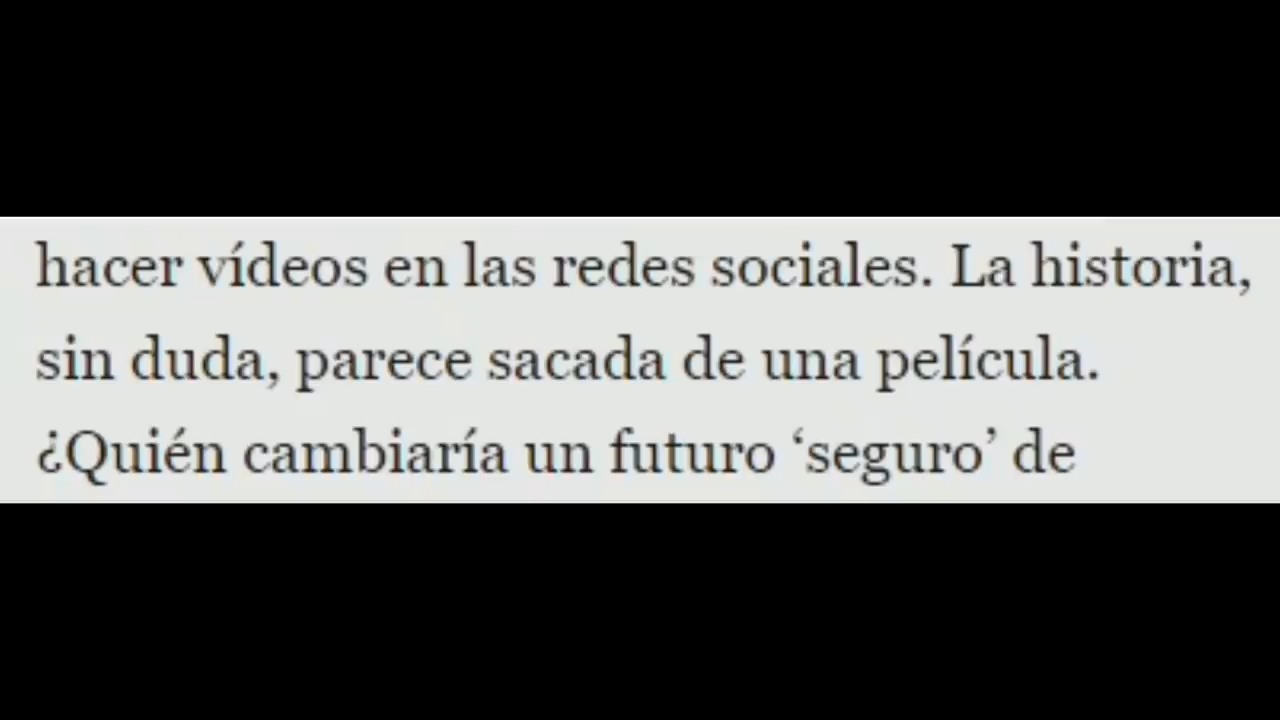 hacer vídeos en las redes sociales. La historia,
sin duda, parece sacada de una película.
¿Quién cambiaría un futuro ‘seguro’ de